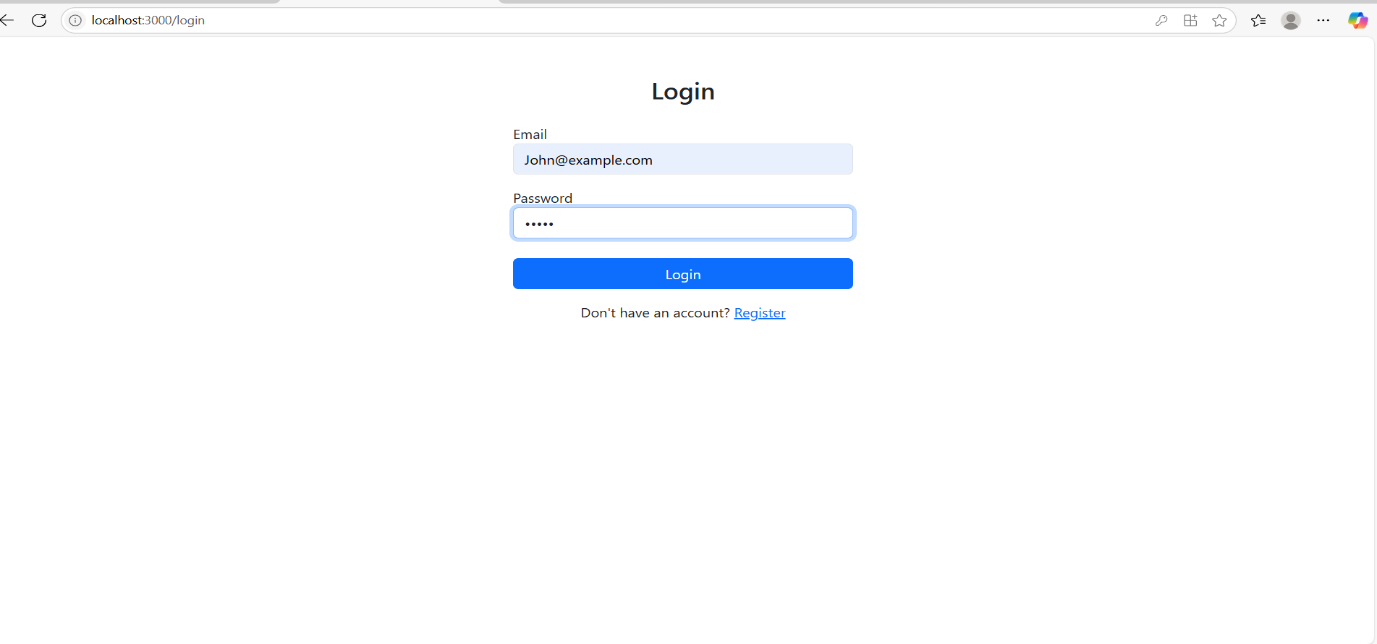 localhost:3000/login
Login
Email
John@example.com
Password
•••••
Login
Don't have an account? Register